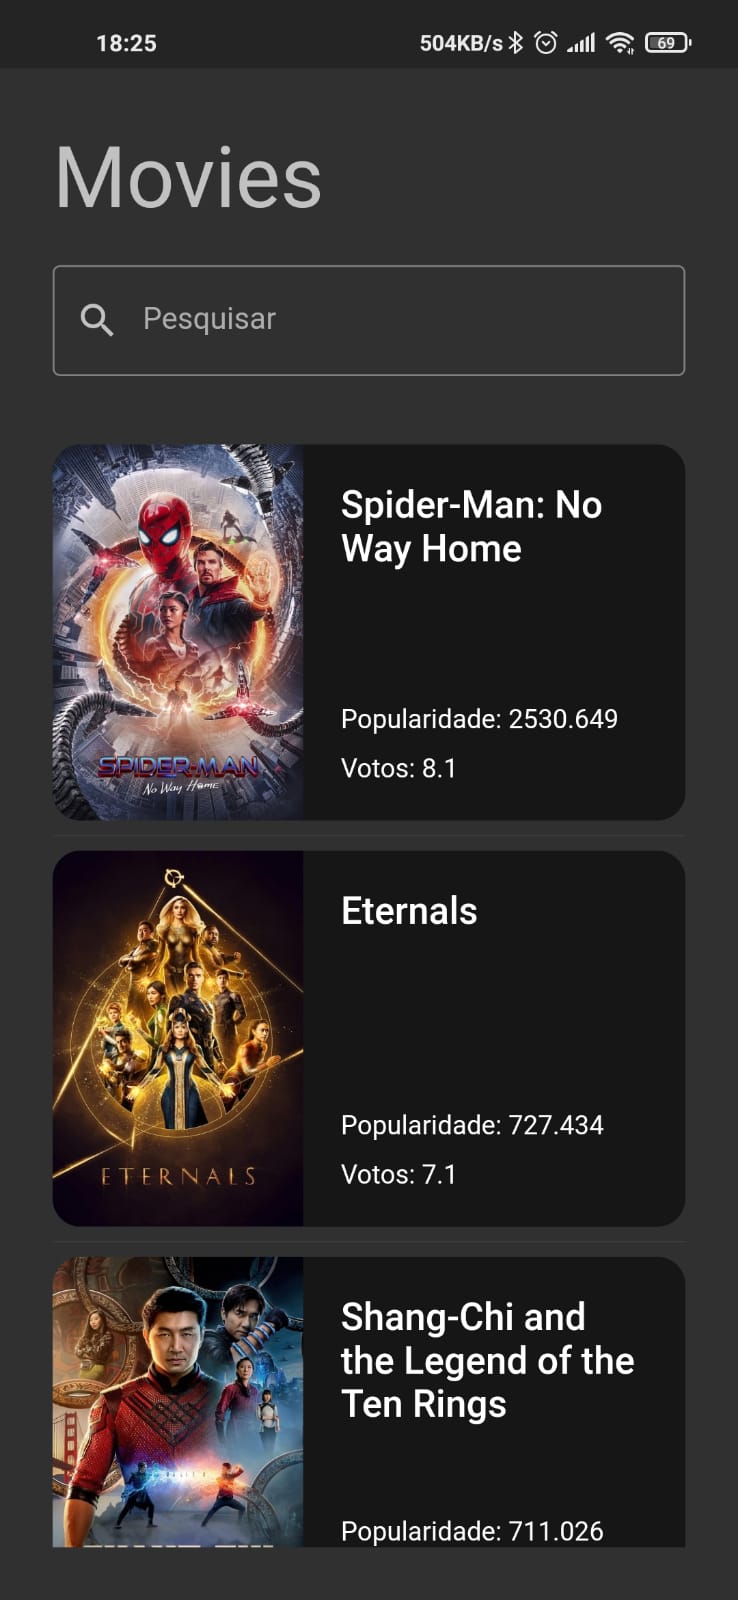 18:25
504KB/s
69
Movies
Pesquisar
Spider-Man: No
Way Home
SPIDER-MAN
No Way Home
Popularidade: 2530.649
Votos: 8.1
Eternals
ETERNALS
Popularidade: 727.434
Votos: 7.1
Shang-Chi and
the Legend of the
Ten Rings
Popularidade: 711.026